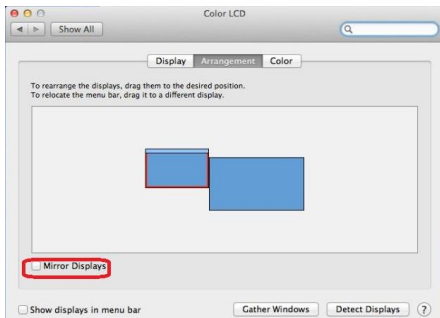 Color LCD
Show All
Display Arrangement Color
To rearrange the displays, drag them to the desired position.
To relocate the menu bar, drag it to a different display.
Mirror Displays
Show displays in menu bar Gather Windows Detect Displays ?